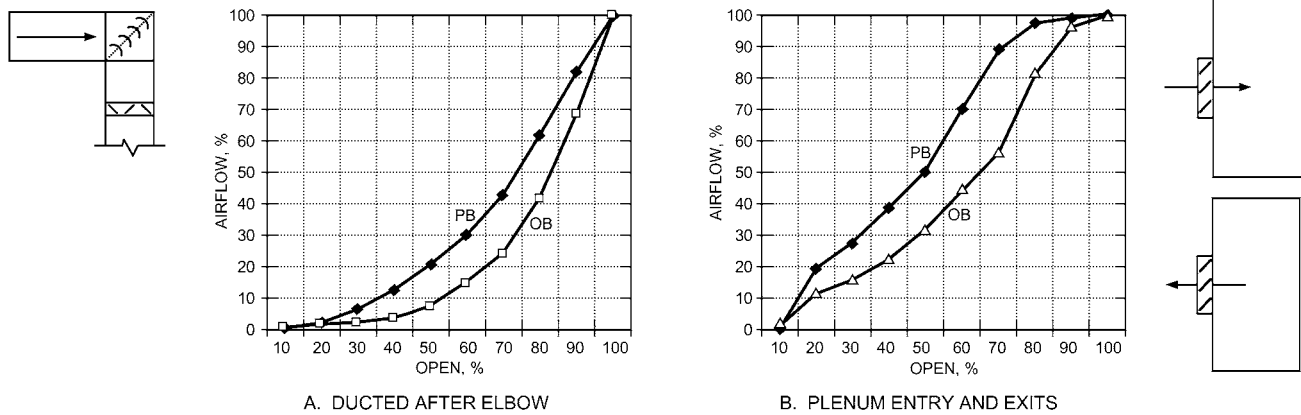 AIRFLOW, %
100
90
80
70
60
50
40
30
20
10
0
PB
OB
10 20 30 40 50 60 70 80 90 100
OPEN, %
A. DUCTED AFTER ELBOW
AIRFLOW, %
100
90
80
70
60
50
40
30
20
10
0
PB
OB
10 20 30 40 50 60 70 80 90 100
OPEN, %
B. PLENUM ENTRY AND EXITS